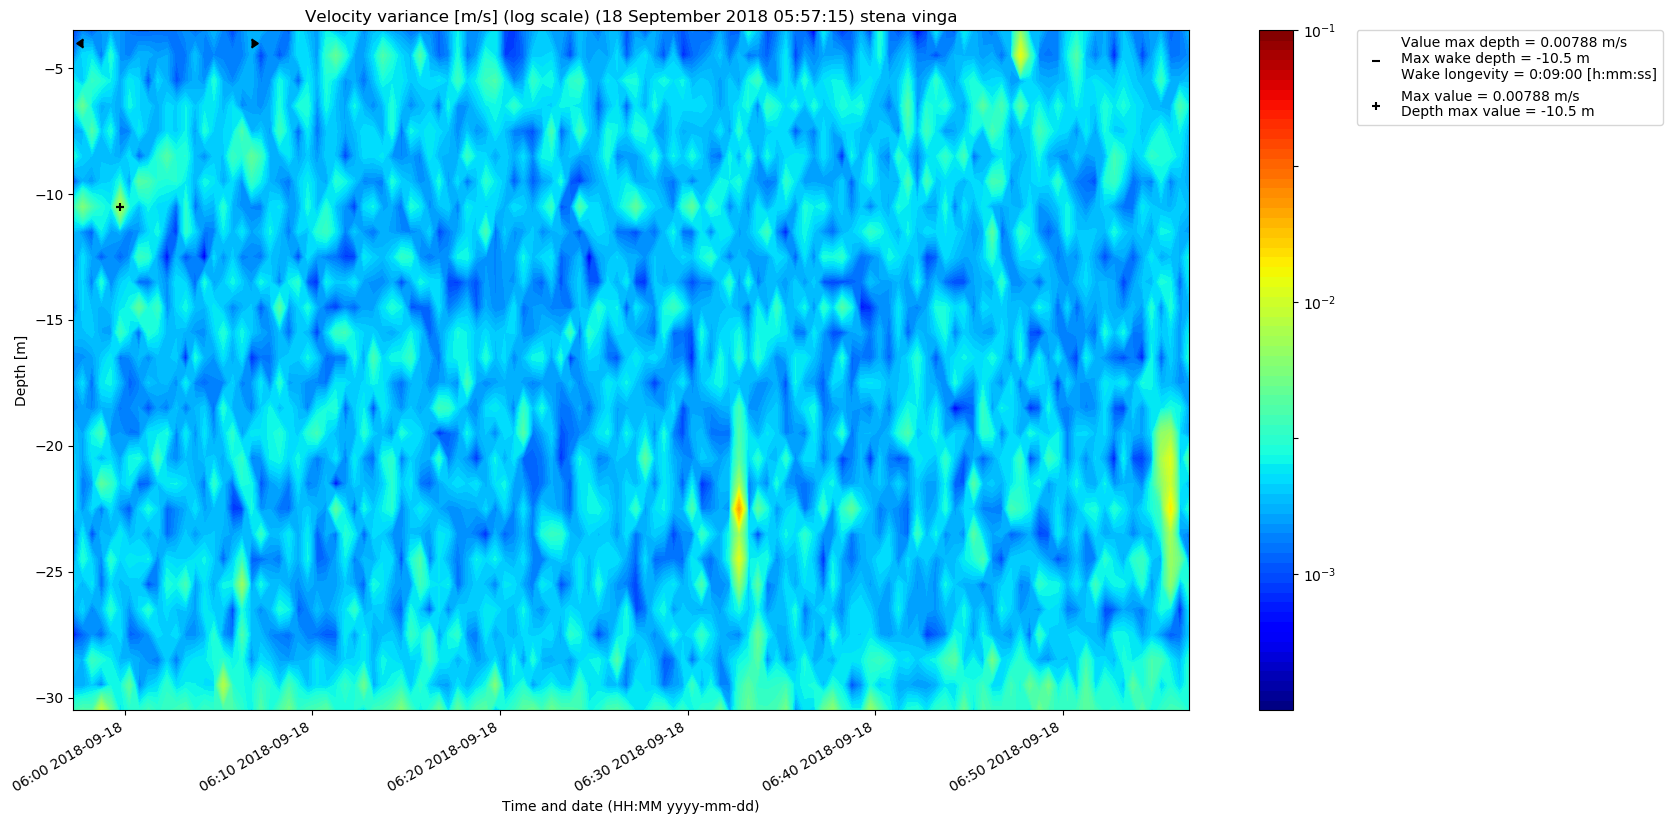 Velocity variance [m/s] (log scale) (18 September 2018 05:57:15) stena vinga
Value max depth = 0.00788 m/s
Max wake depth = -10.5 m
Wake longevity = 0:09:00 [h:mm:ss]
Max value = 0.00788 m/s
Depth max value = -10.5 m
Depth [m]
−5
−10
−15
−20
−25
−30
10⁻¹
10⁻²
10⁻³
06:00 2018-09-18
06:10 2018-09-18
06:20 2018-09-18
06:30 2018-09-18
06:40 2018-09-18
06:50 2018-09-18
Time and date (HH:MM yyyy-mm-dd)